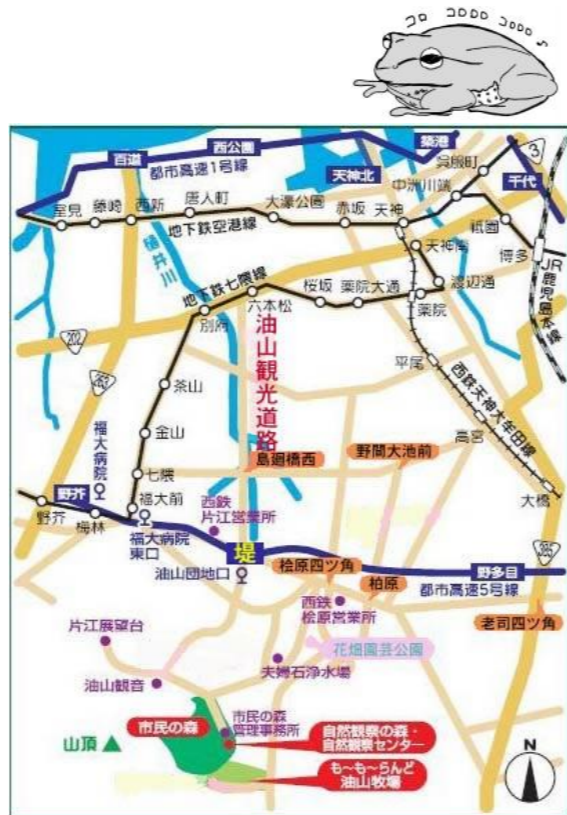 コロ コロロロ コロロロ ♪
百道
西公園
都市高速1号線
築港
天神北
呉服町
3
千代
中洲川端
室見
藤崎
西新
唐人町
大濠公園
赤坂
天神
祇園
地下鉄空港線
博多
樋井川
天神南
渡辺通
JR鹿児島本線
地下鉄七隈線
六本松
桜坂
薬院大通
薬院
別府
202
263
油山観光道路
平尾
西鉄天神大牟田線
茶山
福大病院
金山
島廻橋西
野間大池前
高宮
七隈
大橋
野芥
福大前
西鉄
片江営業所
野芥
梅林
福大病院
東口
堤
385
桧原四ツ角
野多目
油山団地口
柏原
都市高速5号線
片江展望台
西鉄
桧原営業所
老司四ツ角
花畑園芸公園
夫婦石浄水場
油山観音
市民の森
市民の森
管理事務所
自然観察の森・
自然観察センター
山頂
も~も~らんど
油山牧場
N